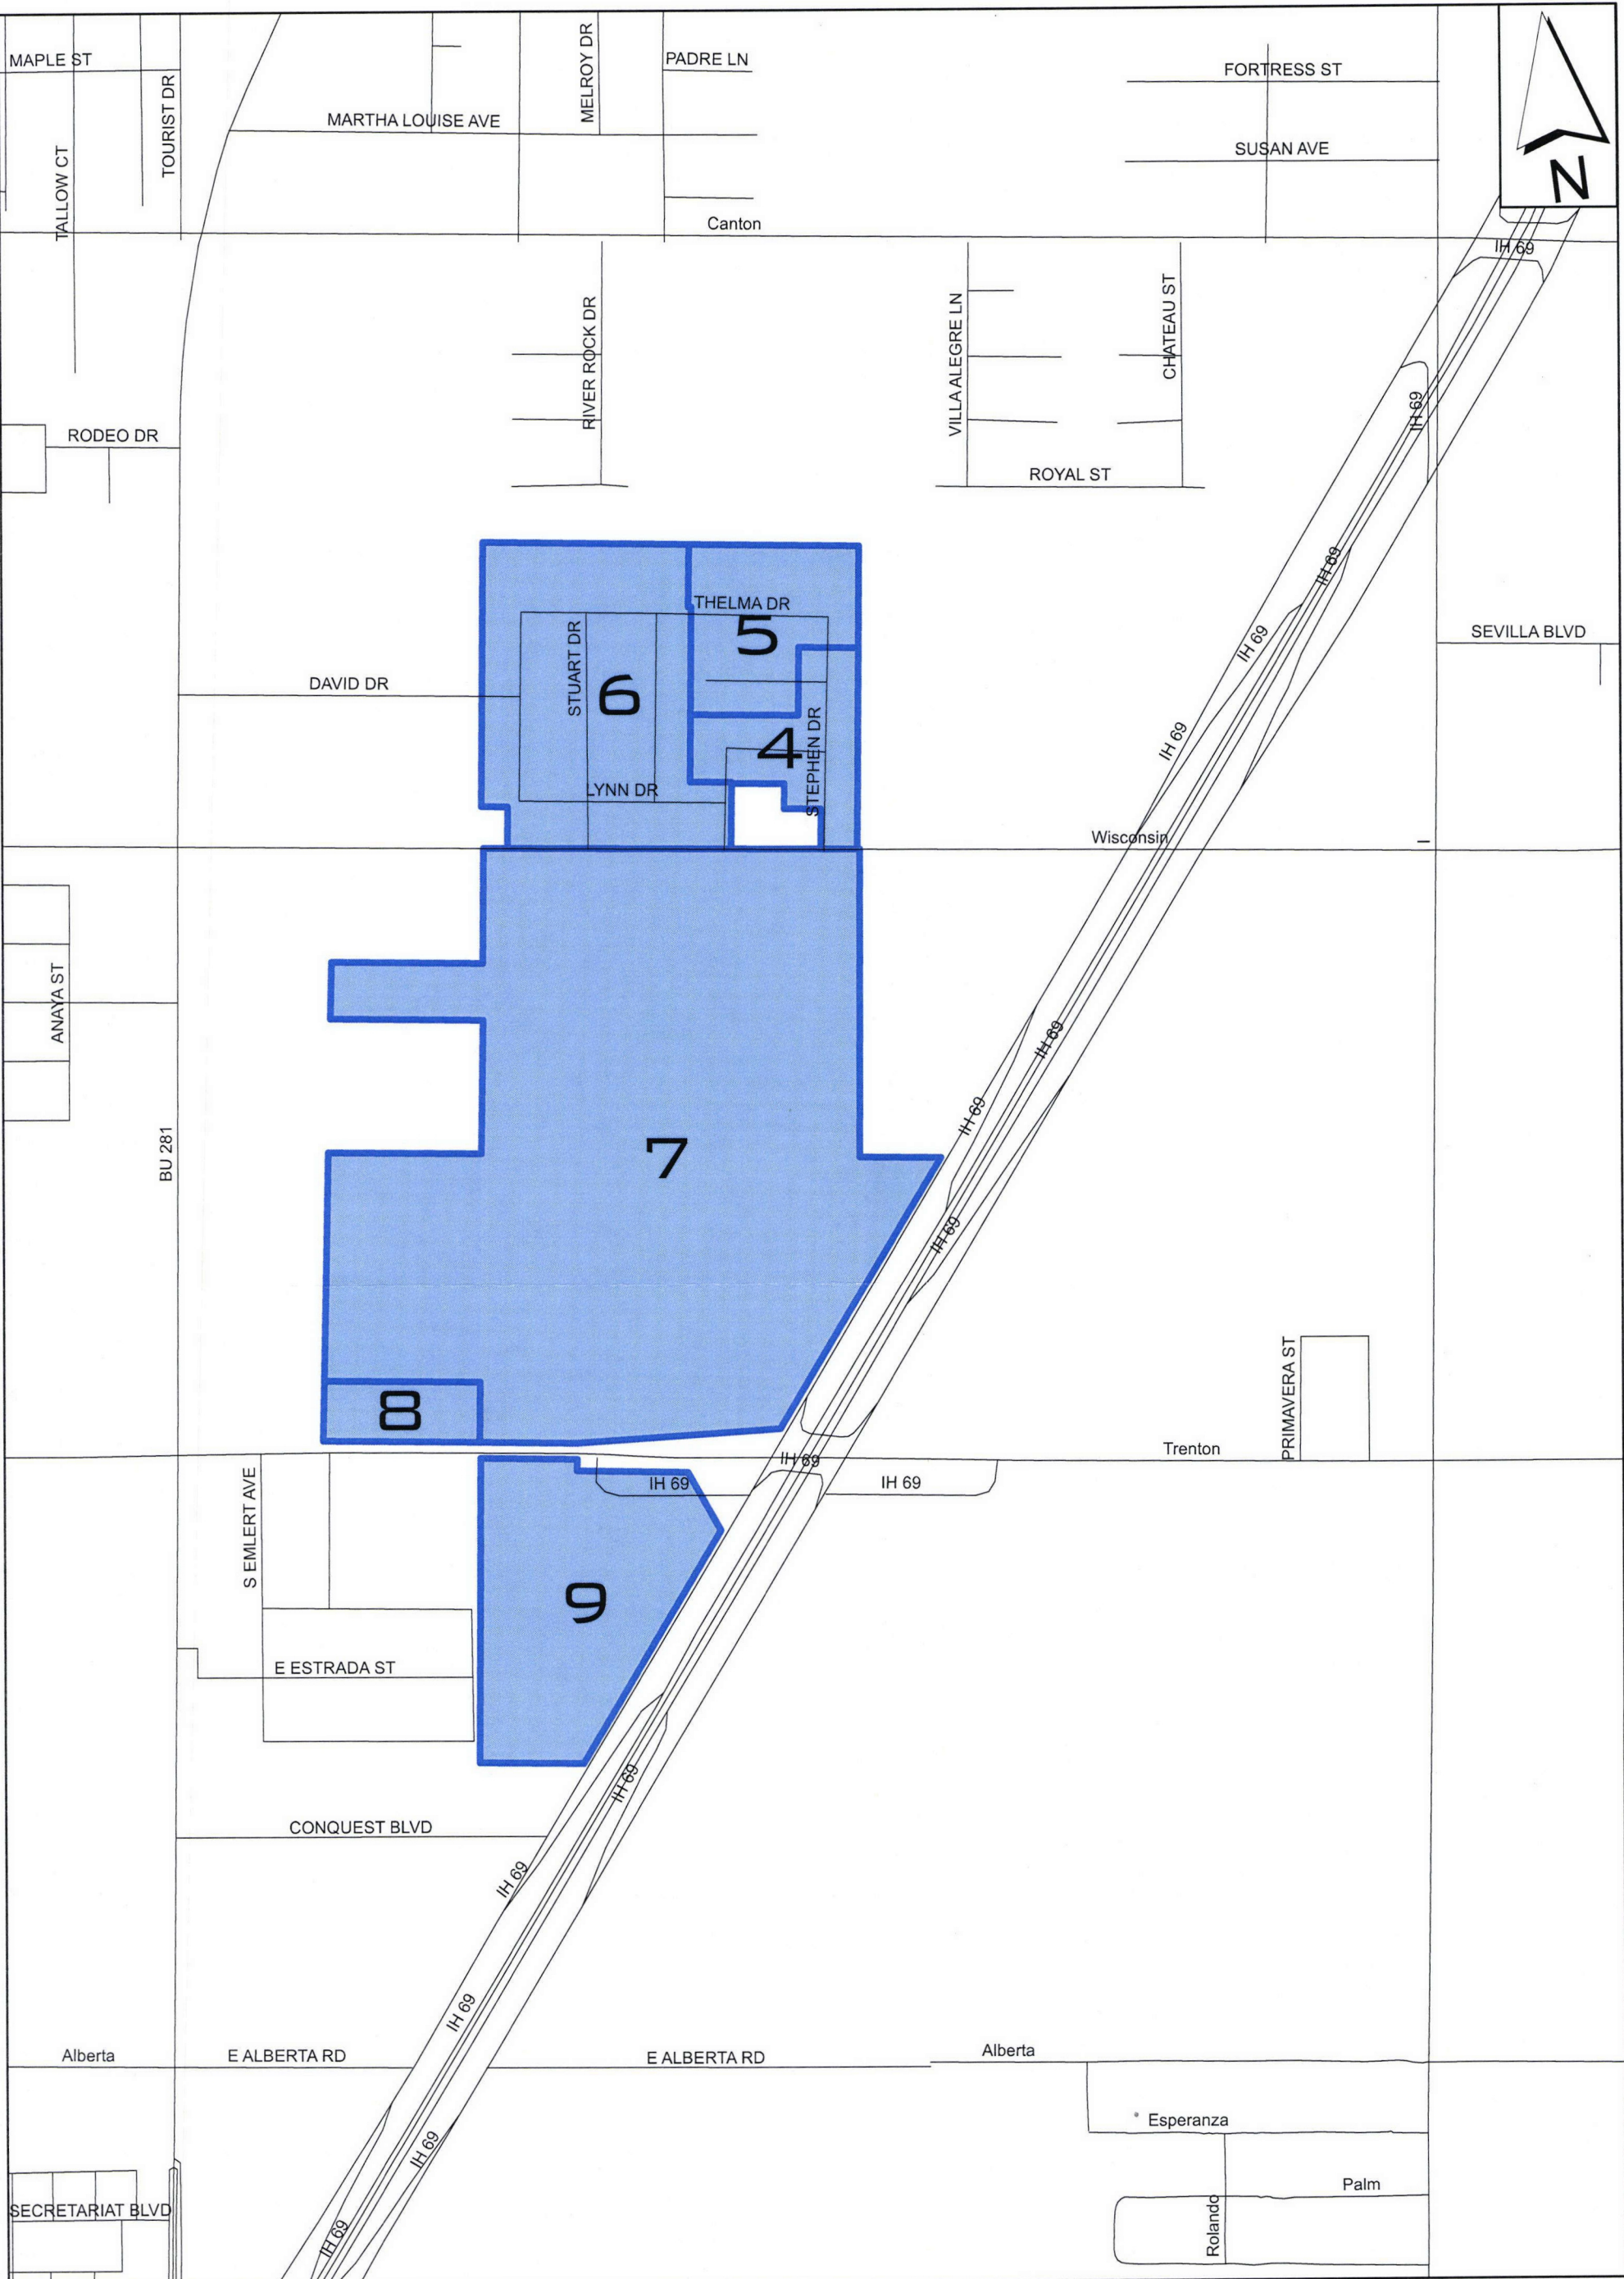 MAPLE ST
TALLOW CT
TOURIST DR
MARTHA LOUISE AVE
MELROY DR
PADRE LN
FORTRESS ST
SUSAN AVE
N
Canton
IH 69
RIVER ROCK DR
VILLA ALEGRE LN
CHATEAU ST
IH 69
RODEO DR
ROYAL ST
IH 69
THELMA DR
5
STUART DR
SEVILLA BLVD
IH 69
DAVID DR
6
4
STEPHEN DR
IH 69
LYNN DR
Wisconsin
ANAYA ST
IH 69
IH 69
BU 281
7
IH 69
8
PRIMAVERA ST
Trenton
IH 69
IH 69
IH 69
S EMLERT AVE
9
E ESTRADA ST
IH 69
CONQUEST BLVD
IH 69
IH 69
Alberta
E ALBERTA RD
E ALBERTA RD
Alberta
Esperanza
IH 69
Palm
SECRETARIAT BLVD
Rolando
IH 69